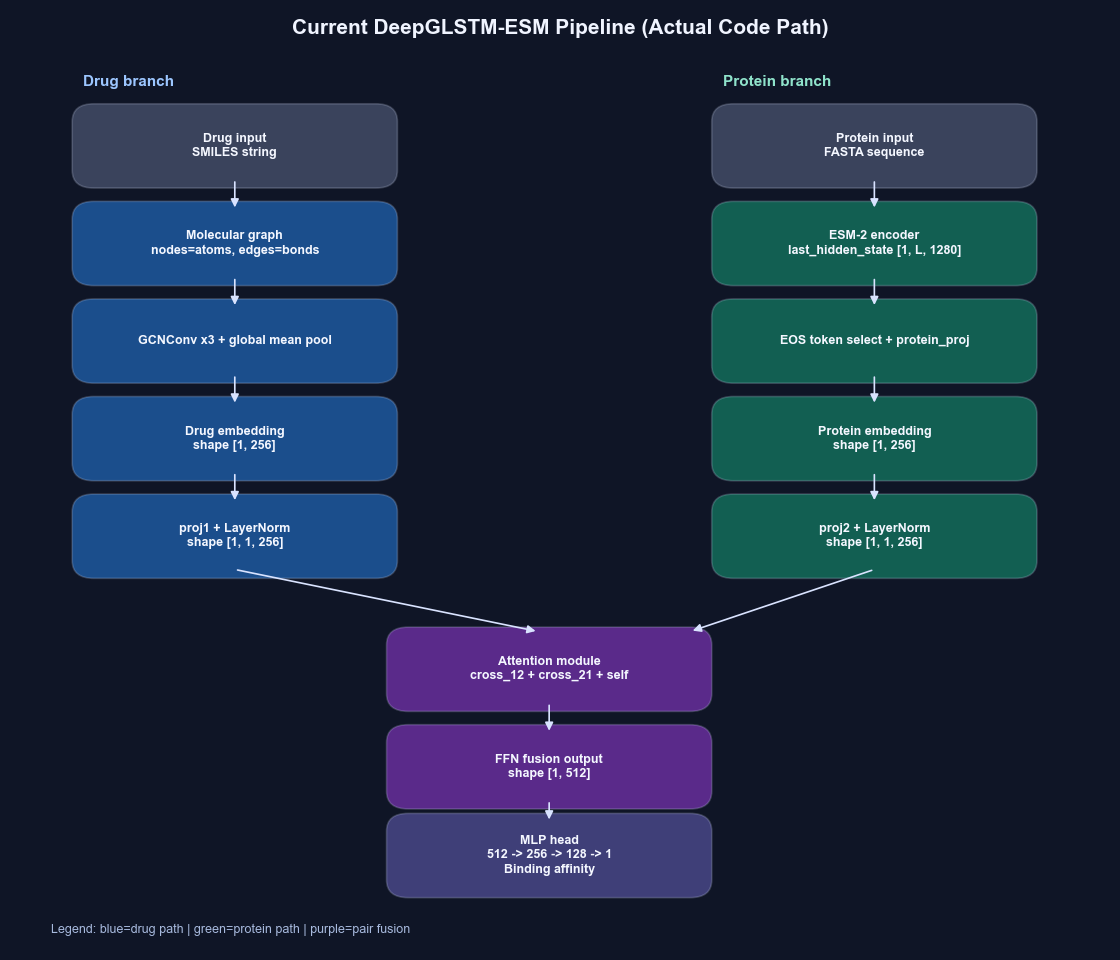 Current DeepGLSTM-ESM Pipeline (Actual Code Path)
Drug branch
Drug input
SMILES string
Molecular graph
nodes=atoms, edges=bonds
GCNConv x3 + global mean pool
Drug embedding
shape [1, 256]
proj1 + LayerNorm
shape [1, 1, 256]
Protein branch
Protein input
FASTA sequence
ESM-2 encoder
last_hidden_state [1, L, 1280]
EOS token select + protein_proj
Protein embedding
shape [1, 256]
proj2 + LayerNorm
shape [1, 1, 256]
Attention module
cross_12 + cross_21 + self
FFN fusion output
shape [1, 512]
MLP head
512 -> 256 -> 128 -> 1
Binding affinity
Legend: blue=drug path | green=protein path | purple=pair fusion